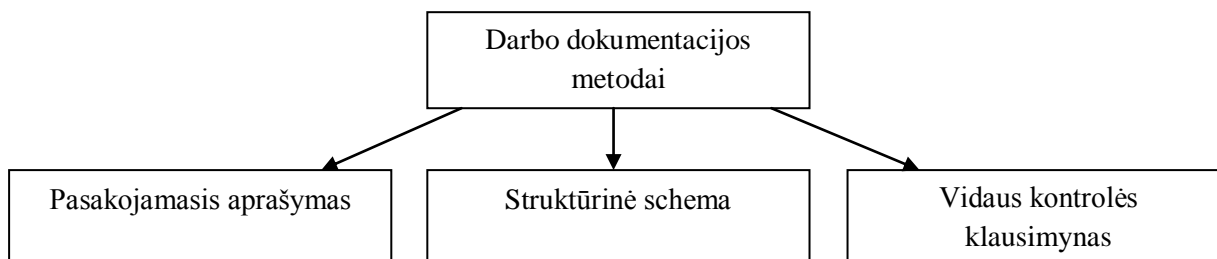 Darbo dokumentacijos
metodai
Pasakojamasis aprašymas
Struktūrinė schema
Vidaus kontrolės
klausimynas